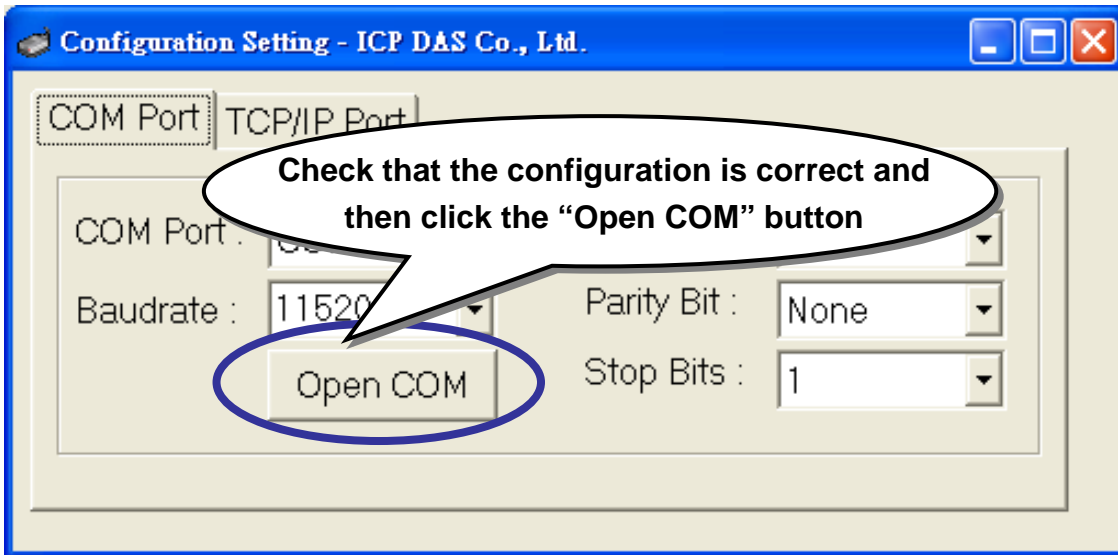 Configuration Setting - ICP DAS Co., Ltd.
COM Port TCP/IP Port
Check that the configuration is correct and
then click the “Open COM” button
COM Port :
Baudrate : 11520
Parity Bit : None
Open COM
Stop Bits : 1